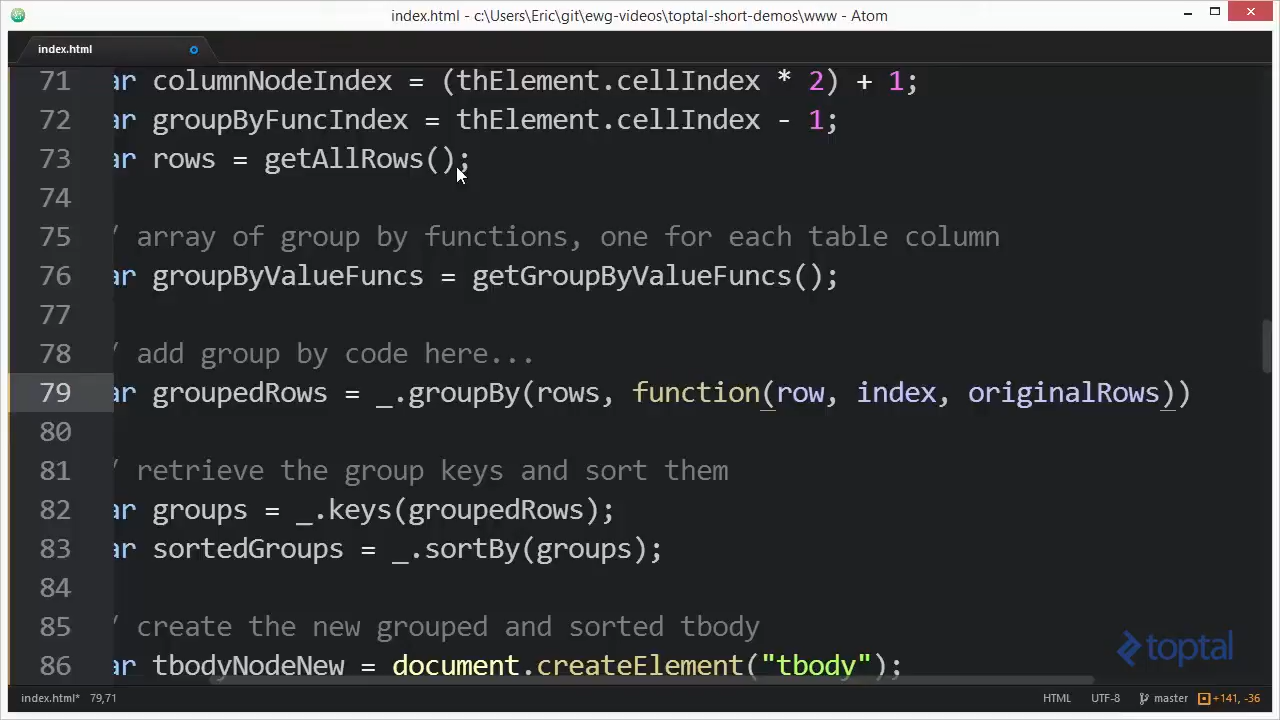 index.html - c:\Users\Eric\git\ewg-videos\toptal-short-demos\www - Atom
index.html
71 ar columnNodeIndex = (thElement.cellIndex * 2) + 1;
72 ar groupByFuncIndex = thElement.cellIndex - 1;
73 ar rows = getAllRows();
74
75 / array of group by functions, one for each table column
76 ar groupByValueFuncs = getGroupByValueFuncs();
77
78 / add group by code here...
79 ar groupedRows = _.groupBy(rows, function(row, index, originalRows))
80
81 / retrieve the group keys and sort them
82 ar groups = _.keys(groupedRows);
83 ar sortedGroups = _.sortBy(groups);
84
85 / create the new grouped and sorted tbody
86 ar tbodyNodeNew = document.createElement("tbody");
toptal
index.html* 79,71 HTML UTF-8 master +141, -36